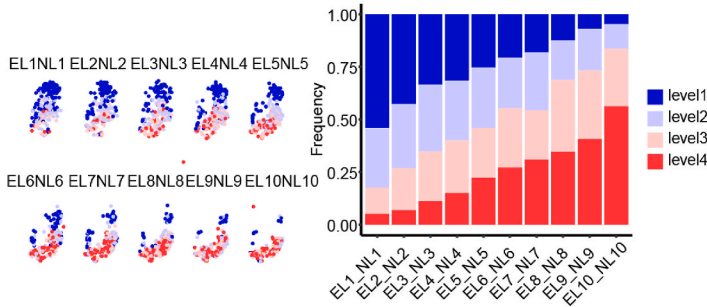 EL1NL1 EL2NL2 EL3NL3 EL4NL4 EL5NL5
EL6NL6 EL7NL7 EL8NL8 EL9NL9 EL10NL10
Frequency
1.00
0.75
0.50
0.25
0.00
EL1_NL1
EL2_NL2
EL3_NL3
EL4_NL4
EL5_NL5
EL6_NL6
EL7_NL7
EL8_NL8
EL9_NL9
EL10_NL10
level1
level2
level3
level4